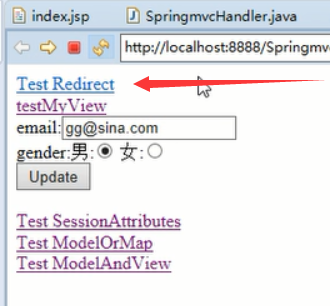 index.jsp SpringmvcHandler.java
http://localhost:8888/Springm
Test Redirect
testMyView
email:gg@sina.com
gender:男: 女:
Update
Test SessionAttributes
Test ModelOrMap
Test ModelAndView